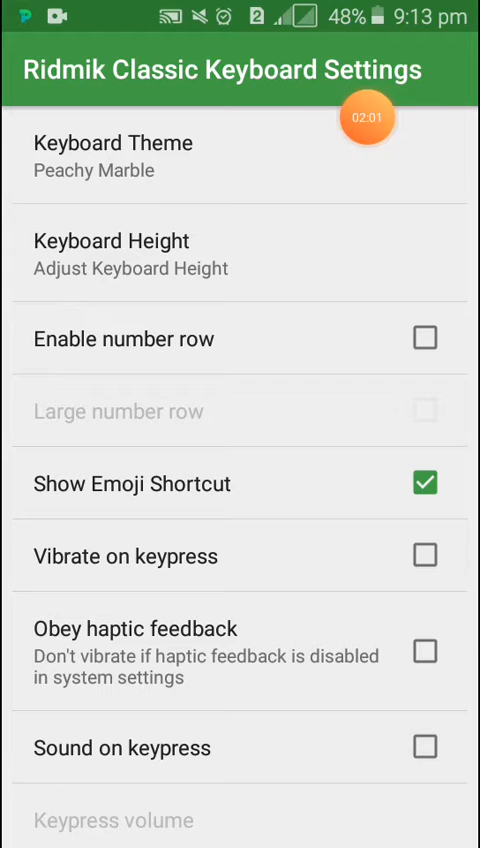 2 48% 9:13 pm
Ridmik Classic Keyboard Settings
02:01
Keyboard Theme
Peachy Marble
Keyboard Height
Adjust Keyboard Height
Enable number row
Large number row
Show Emoji Shortcut
Vibrate on keypress
Obey haptic feedback
Don't vibrate if haptic feedback is disabled
in system settings
Sound on keypress
Keypress volume